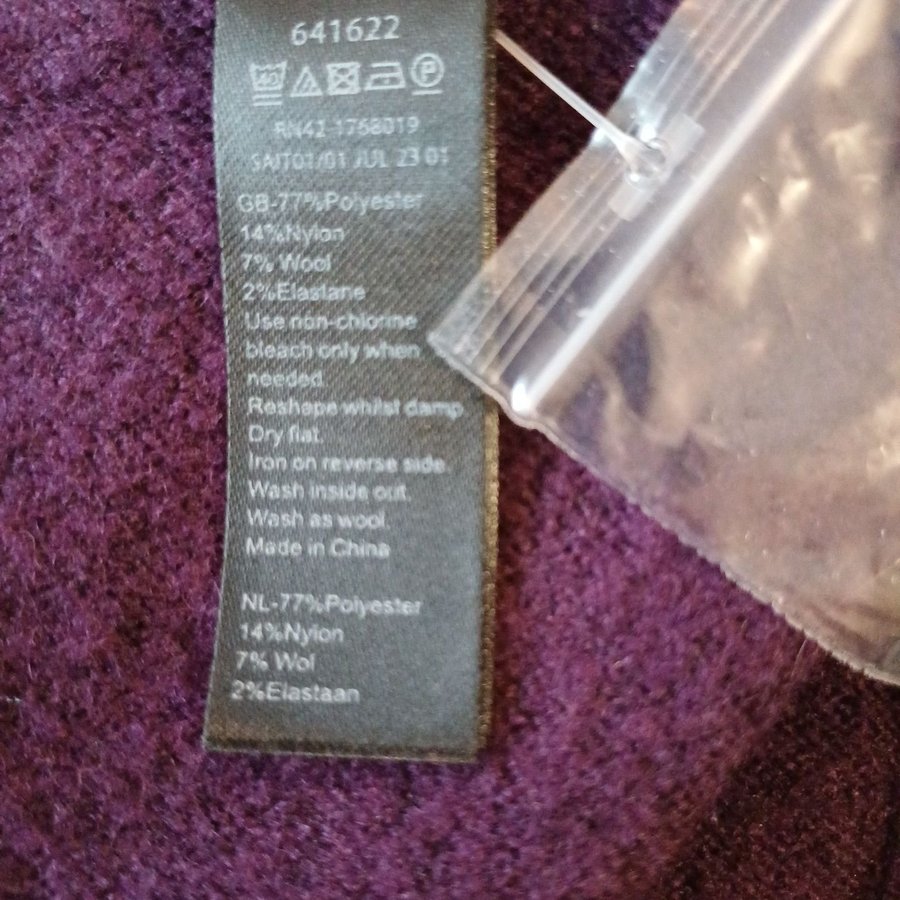 641622
40 P
RN42-1768019
SAIT01/01 JUL 23 01
GB-77%Polyester
14%Nylon
7% Wool
2%Elastane
Use non-chlorine
bleach only when
needed.
Reshape whilst damp.
Dry flat.
Iron on reverse side.
Wash inside out.
Wash as wool.
Made in China
NL-77%Polyester
14%Nylon
7% Wol
2%Elastaan